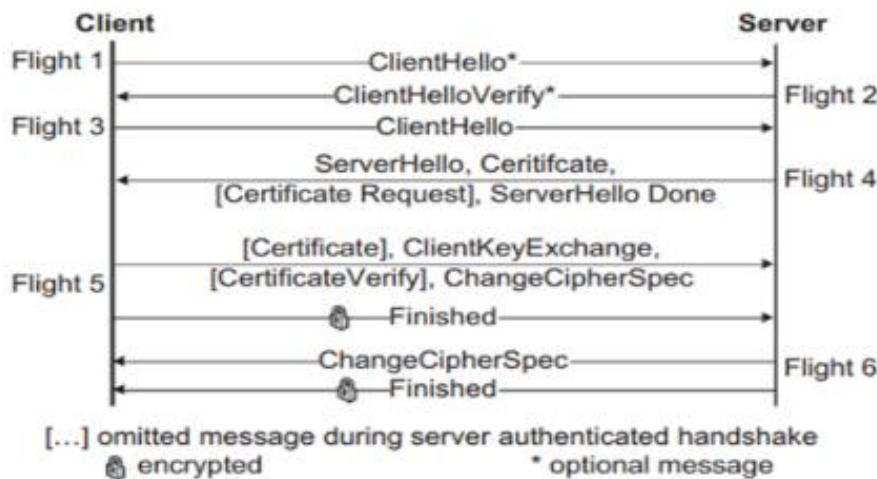 Client Server
Flight 1 ClientHello*
ClientHelloVerify* Flight 2
Flight 3 ClientHello
ServerHello, Ceritifcate,
[Certificate Request], ServerHello Done Flight 4
[Certificate], ClientKeyExchange,
Flight 5 [CertificateVerify], ChangeCipherSpec
Finished
ChangeCipherSpec Flight 6
Finished
[...] omitted message during server authenticated handshake
encrypted * optional message